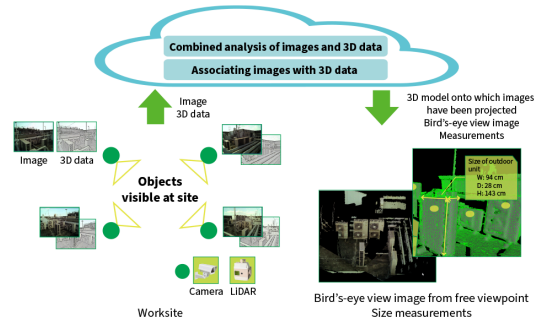 Combined analysis of images and 3D data
Associating images with 3D data
Image
3D data
3D model onto which images
have been projected
Bird's-eye view image
Measurements
Image
3D data
Objects
visible at site
Size of outdoor
unit
W: 94 cm
D: 28 cm
H: 143 cm
Camera
LiDAR
Worksite
Bird's-eye view image from free viewpoint
Size measurements